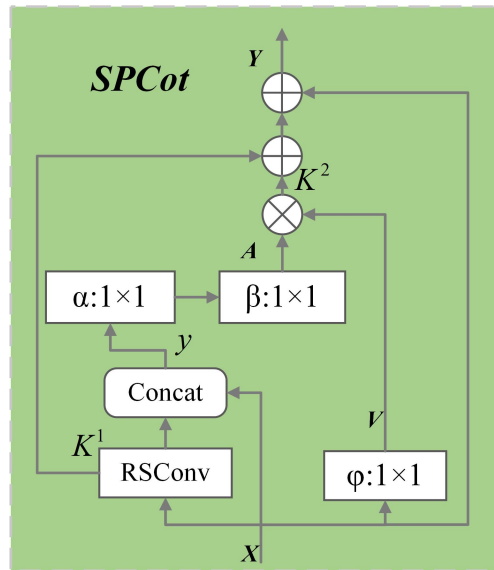 Y
SPCot
K²
A
α:1×1
β:1×1
y
Concat
V
K¹
RSConv
φ:1×1
X